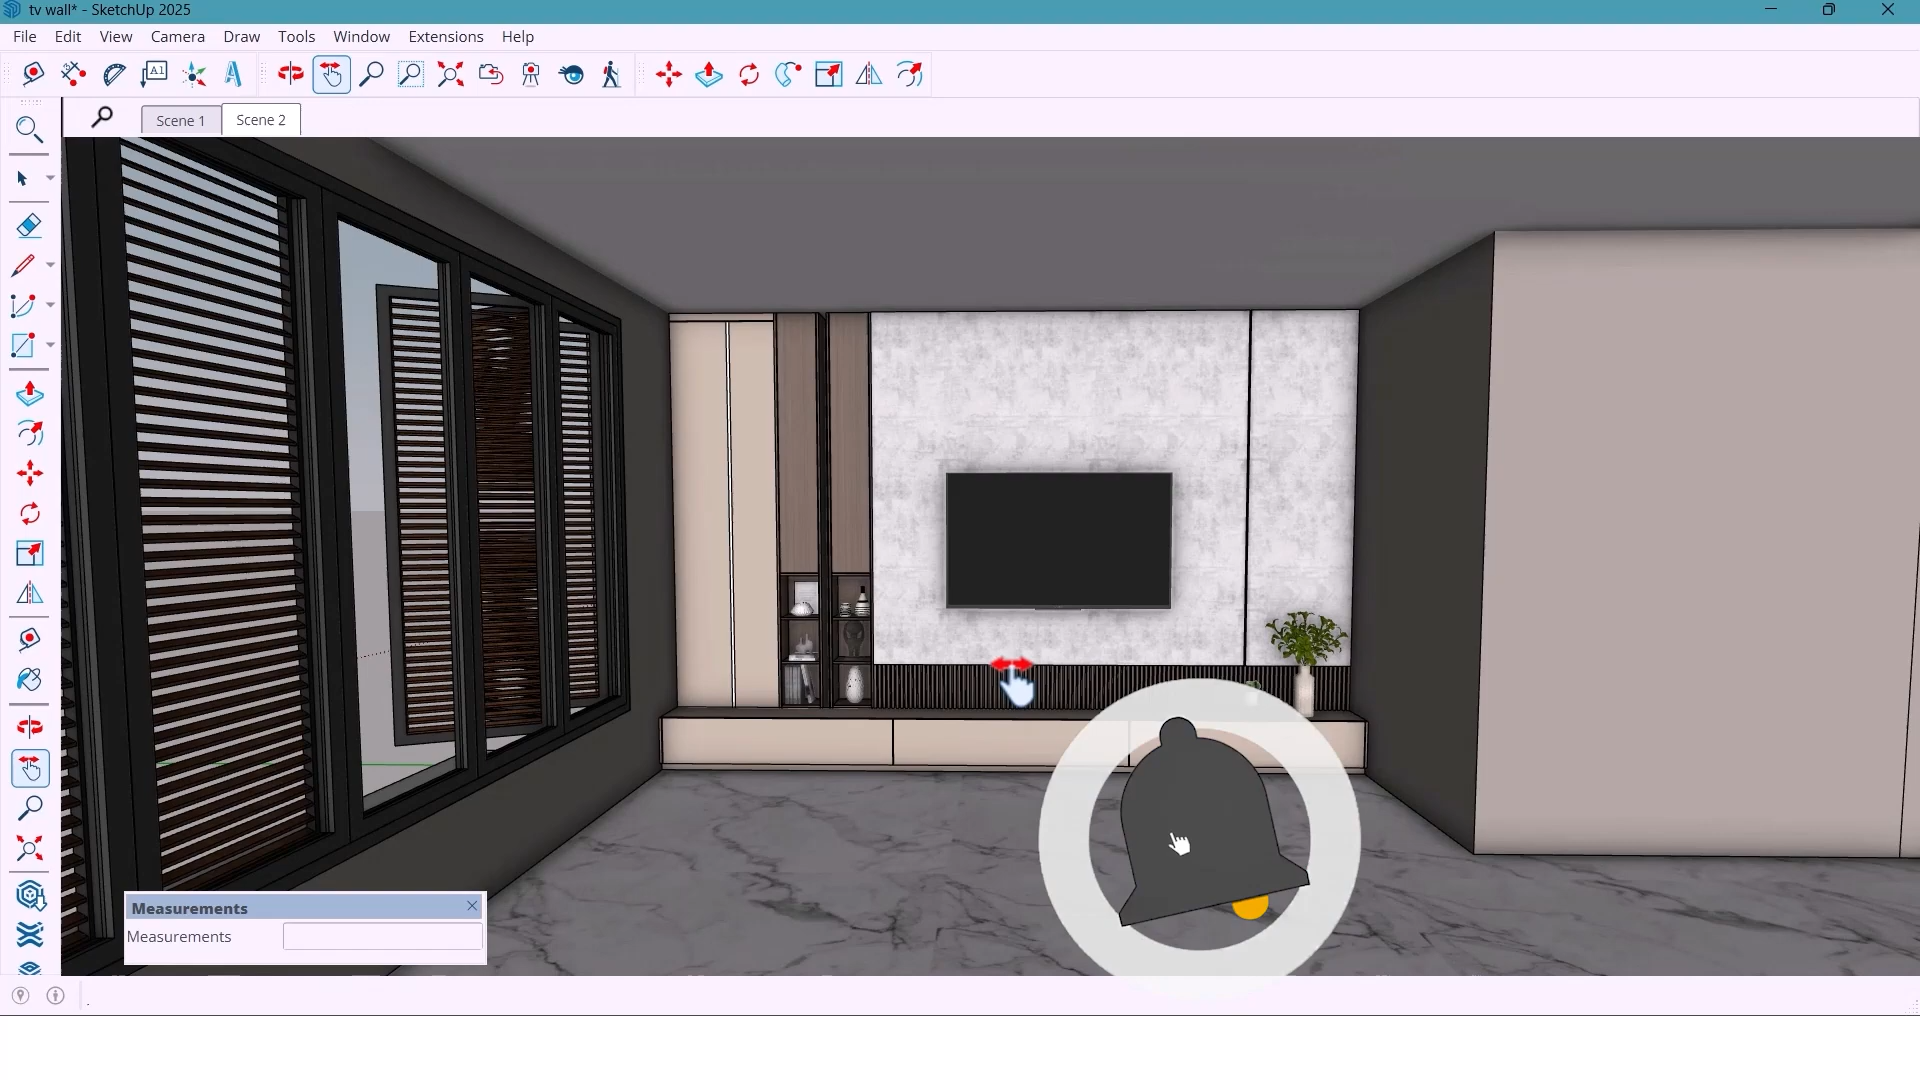 tv wall* - SketchUp 2025
File Edit View Camera Draw Tools Window Extensions Help
A1
Scene 1 Scene 2
Measurements
Measurements